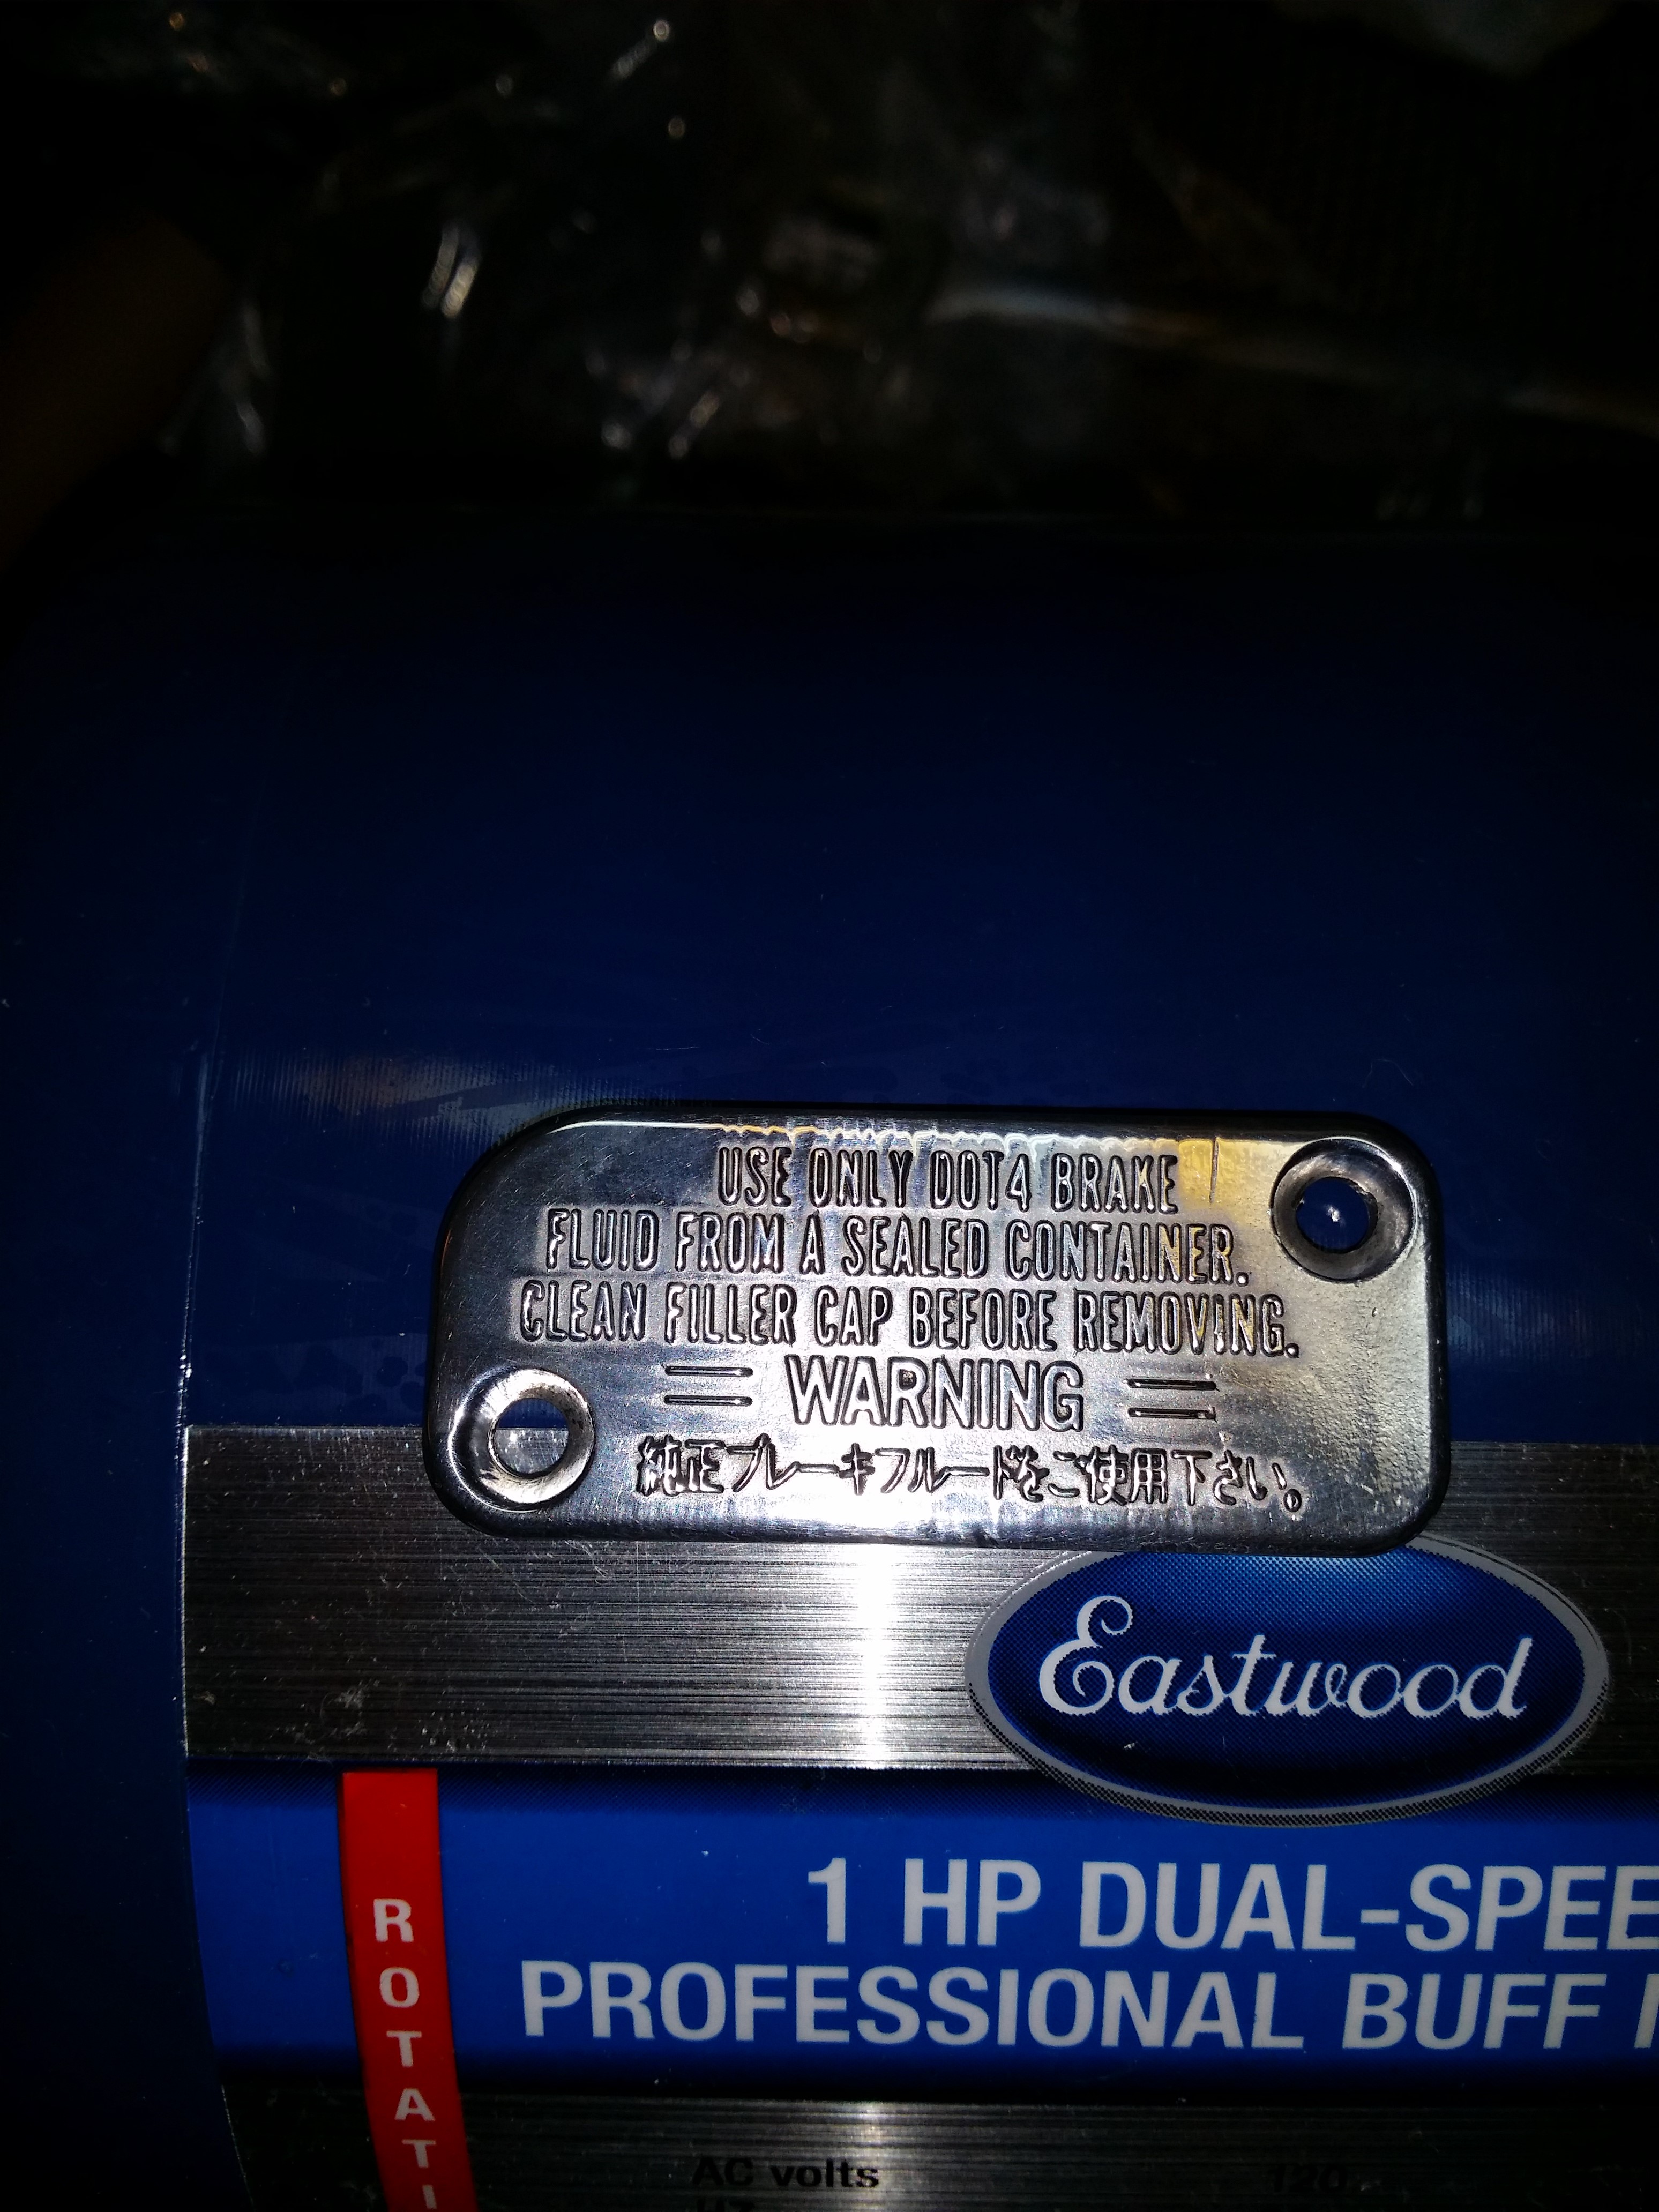 USE ONLY DOT4 BRAKE
FLUID FROM A SEALED CONTAINER.
CLEAN FILLER CAP BEFORE REMOVING.
WARNING
純正ブレーキフルードをご使用下さい。
Eastwood
1 HP DUAL-SPEE
PROFESSIONAL BUFF
ROTATI
AC volts 120
Hz